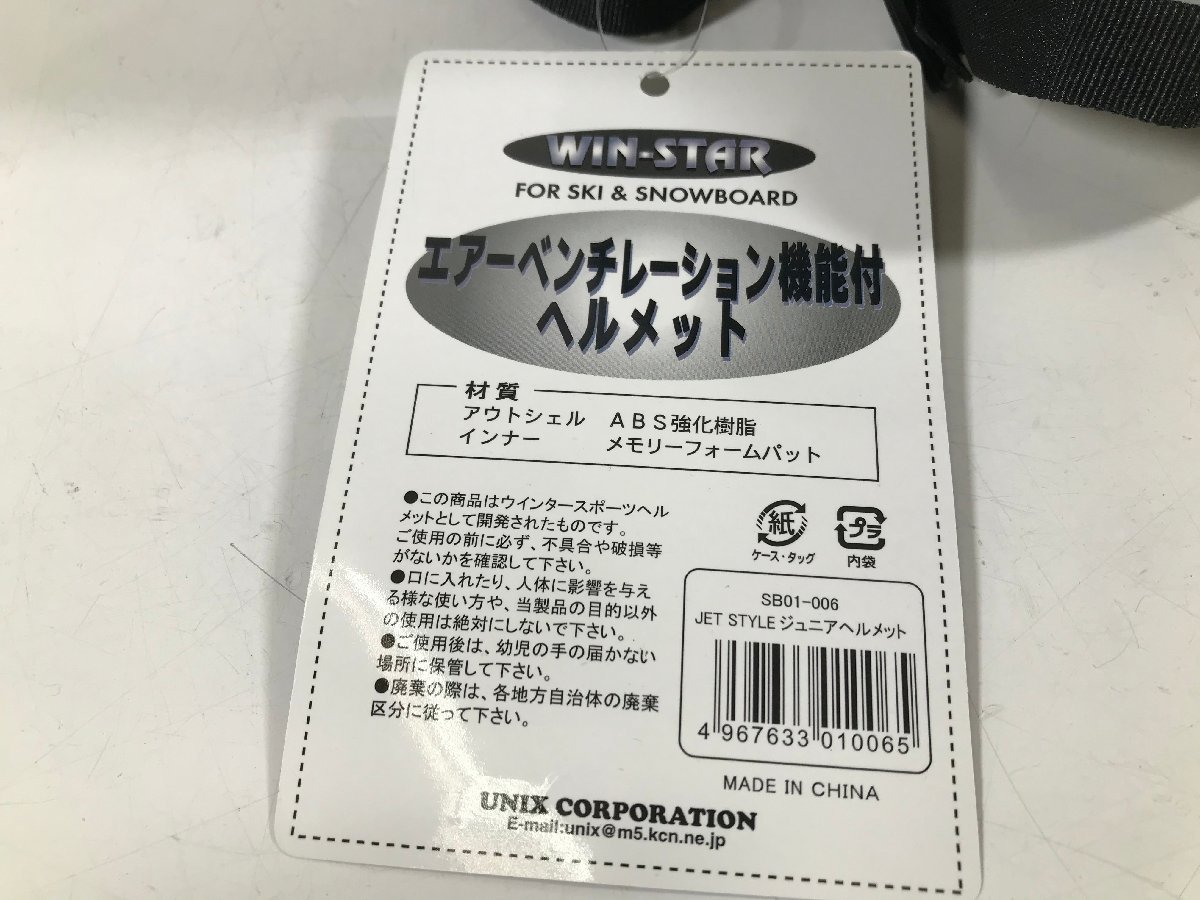 WIN-STAR
FOR SKI & SNOWBOARD
エアーベンチレーション機能付
ヘルメット
材質
アウトシェル ABS強化樹脂
インナー メモリーフォームパット
●この商品はウインタースポーツヘル
メットとして開発されたものです。
ご使用の前に必ず、不具合や破損等
がないかを確認して下さい。
●口に入れたり、人体に影響を与え
る様な使い方や、当製品の目的以外
の使用は絶対にしないで下さい。
●ご使用後は、幼児の手の届かない
場所に保管して下さい。
●廃棄の際は、各地方自治体の廃棄
区分に従って下さい。
紙
ケース・タッグ
プラ
内袋
SB01-006
JET STYLEジュニアヘルメット
4 967633 010065
MADE IN CHINA
UNIX CORPORATION
E-mail:unix@m5.kcn.ne.jp